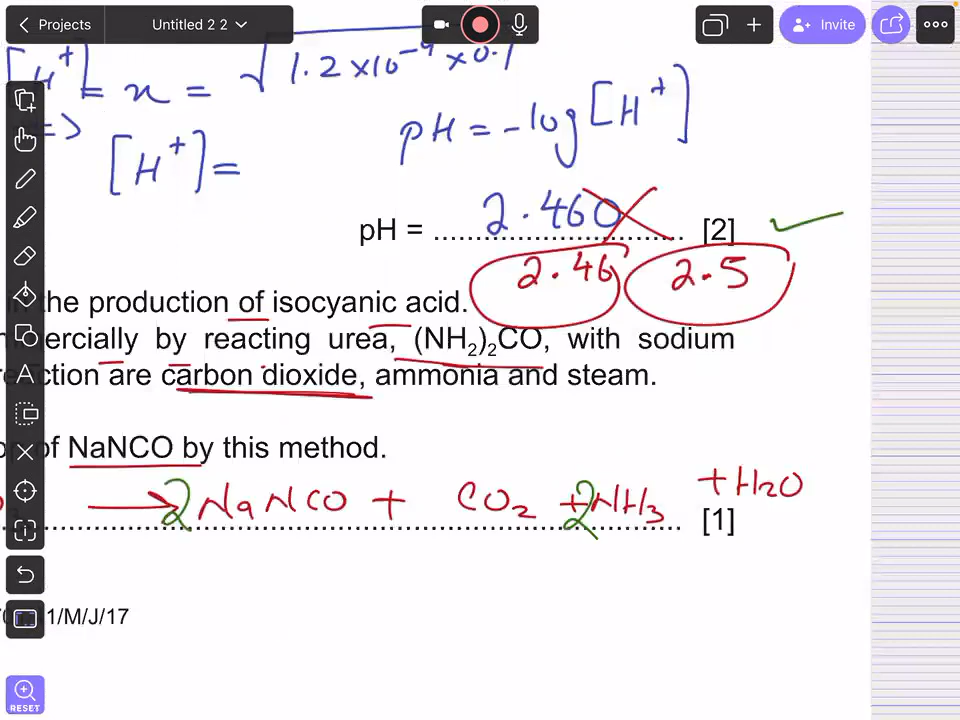 Projects Untitled 2 2 Invite
[H+] = x = √1.2×10⁻⁴×0.1
=> [H+] = pH = -log[H+]
2.460
pH = ................................ [2] ✓
2.46 2.5
in the production of isocyanic acid.
ercially by reacting urea, (NH₂)₂CO, with sodium
ction are carbon dioxide, ammonia and steam.
of NaNCO by this method.
→ 2NaNCO + CO₂ + 2NH₃ + H₂O
[1]
1/M/J/17
RESET